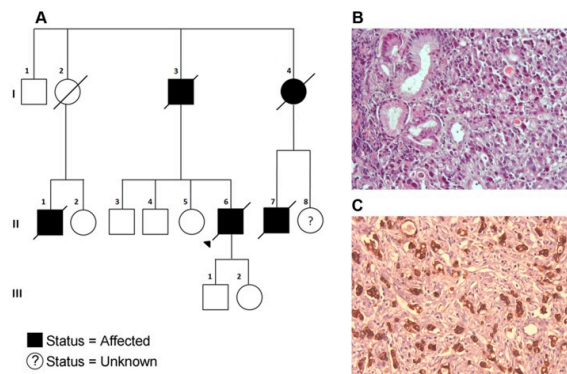 A
B
1
2
3
4
I
1
2
3
4
5
6
7
8
?
II
1
2
III
Status = Affected
? Status = Unknown
C